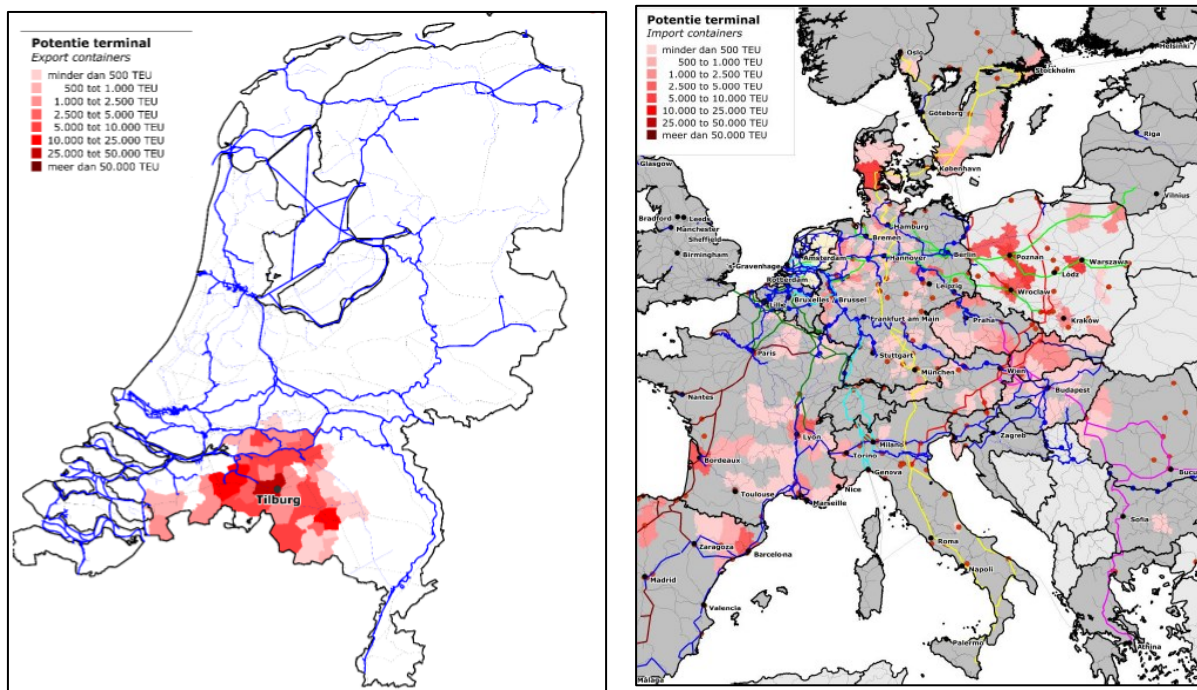 Potentie terminal
Export containers
minder dan 500 TEU
500 tot 1.000 TEU
1.000 tot 2.500 TEU
2.500 tot 5.000 TEU
5.000 tot 10.000 TEU
10.000 tot 25.000 TEU
25.000 tot 50.000 TEU
meer dan 50.000 TEU
Tilburg
Potentie terminal
Import containers
minder dan 500 TEU
500 to 1.000 TEU
1.000 to 2.500 TEU
2.500 to 5.000 TEU
5.000 to 10.000 TEU
10.000 to 25.000 TEU
25.000 to 50.000 TEU
meer dan 50.000 TEU
Oslo
Helsinki
Stockholm
Göteborg
Riga
Glasgow
København
Vilnius
Bradford
Leeds
Manchester
Sheffield
Birmingham
Hamburg
Bremen
Amsterdam
Hannover
Berlin
Poznan
Warszawa
Gravenhage
Rotterdam
Lódz
Leipzig
Wroclaw
Lille
Bruxelles / Brussel
Frankfurt am Main
Praha
Kraków
Paris
Stuttgart
München
Wien
Budapest
Nantes
Lyon
Milano
Zagreb
Torino
Bordeaux
Genova
Bucu
Toulouse
Nice
Marseille
Sofia
Zaragoza
Barcelona
Roma
Napoli
Madrid
Valencia
Palermo
Athina
Málaga